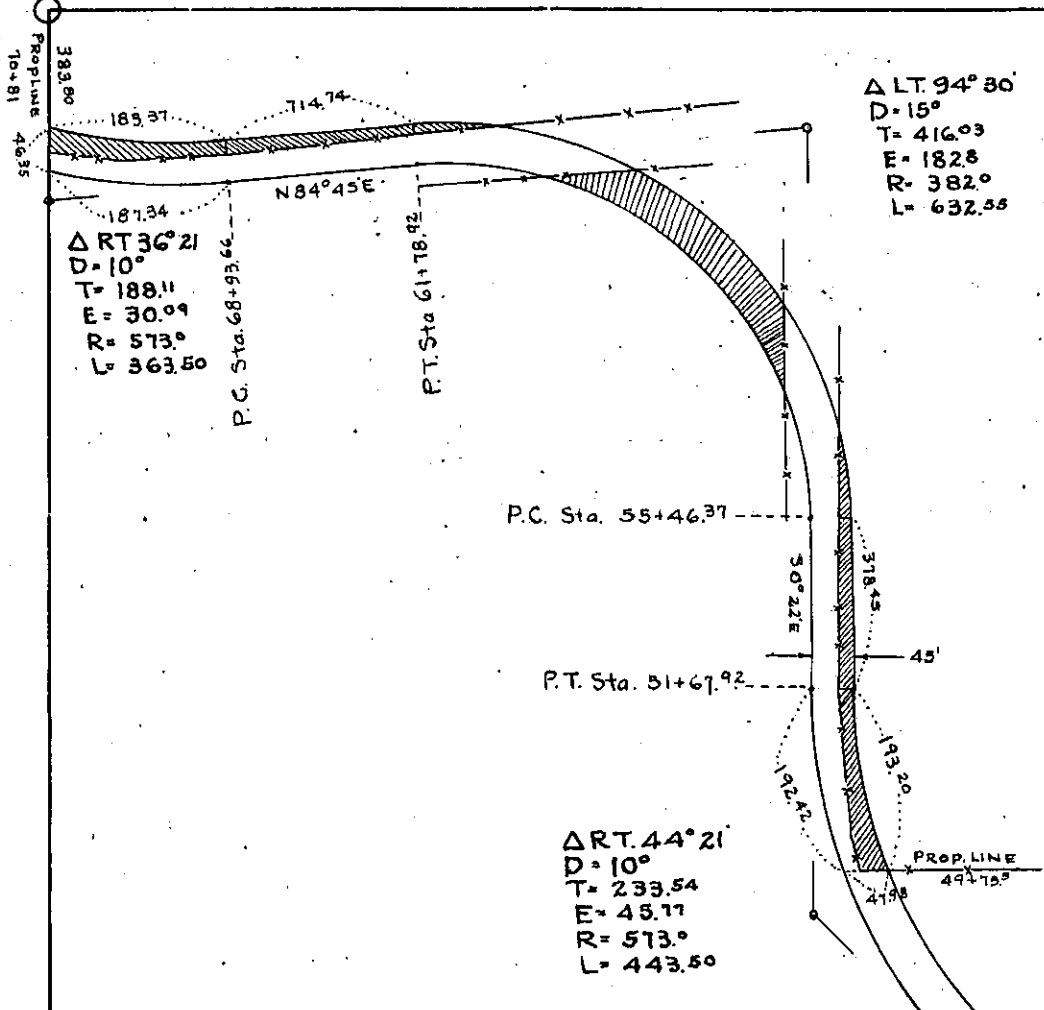 383.80
PROP LINE
70+81
46.35
183.37
714.74
187.34
N84°45'E
Δ RT 36° 21
D = 10°
T = 188.11
E = 30.09
R = 573.0
L = 363.50
P.C. Sta. 68+93.66
P.T. Sta 61+78.92
Δ LT. 94° 30'
D = 15°
T = 416.03
E = 182.8
R = 382.0
L = 632.55
P.C. Sta. 55+46.37
30°22'E
378.45
45'
P.T. Sta. 51+67.92
192.42
193.20
Δ RT. 44° 21'
D = 10°
T = 233.54
E = 45.77
R = 573.0
L = 443.50
PROP. LINE
49+75.5
47.93